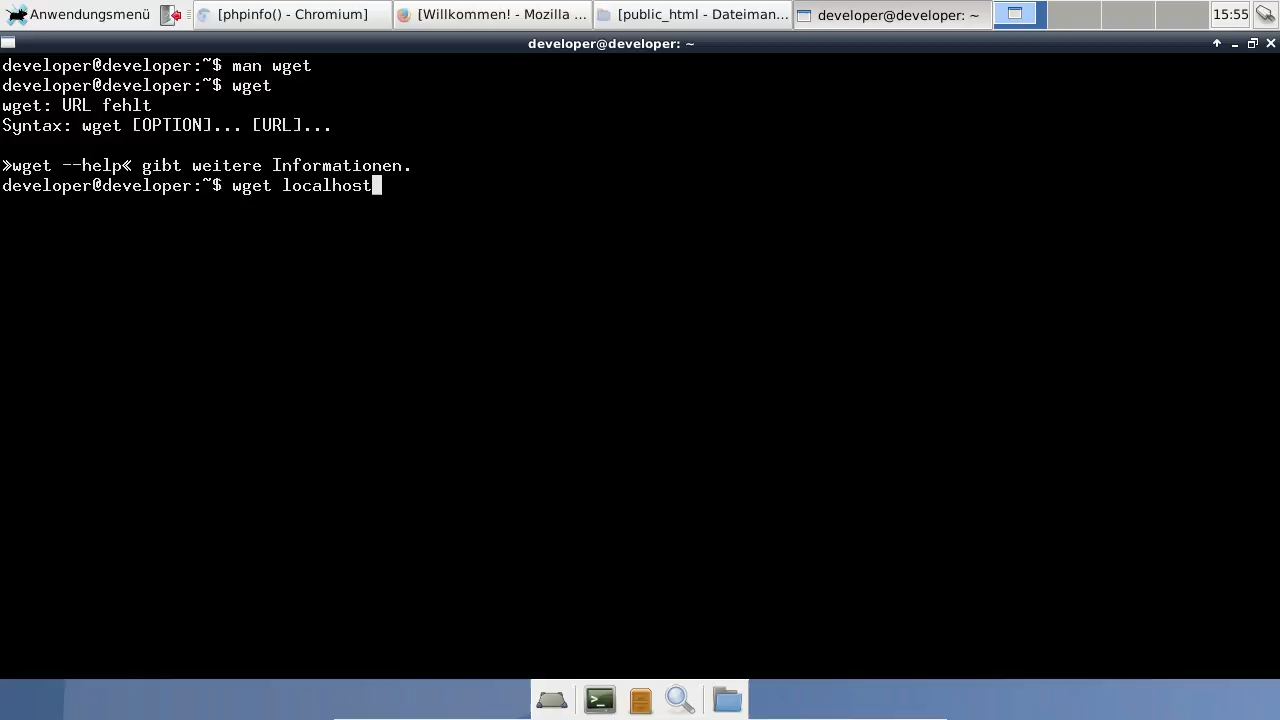 Anwendungsmenü [phpinfo() - Chromium] [Willkommen! - Mozilla ... [public_html - Dateiman... developer@developer: ~ 15:55
developer@developer: ~
developer@developer:~$ man wget
developer@developer:~$ wget
wget: URL fehlt
Syntax: wget [OPTION]... [URL]...
»wget --help« gibt weitere Informationen.
developer@developer:~$ wget localhost